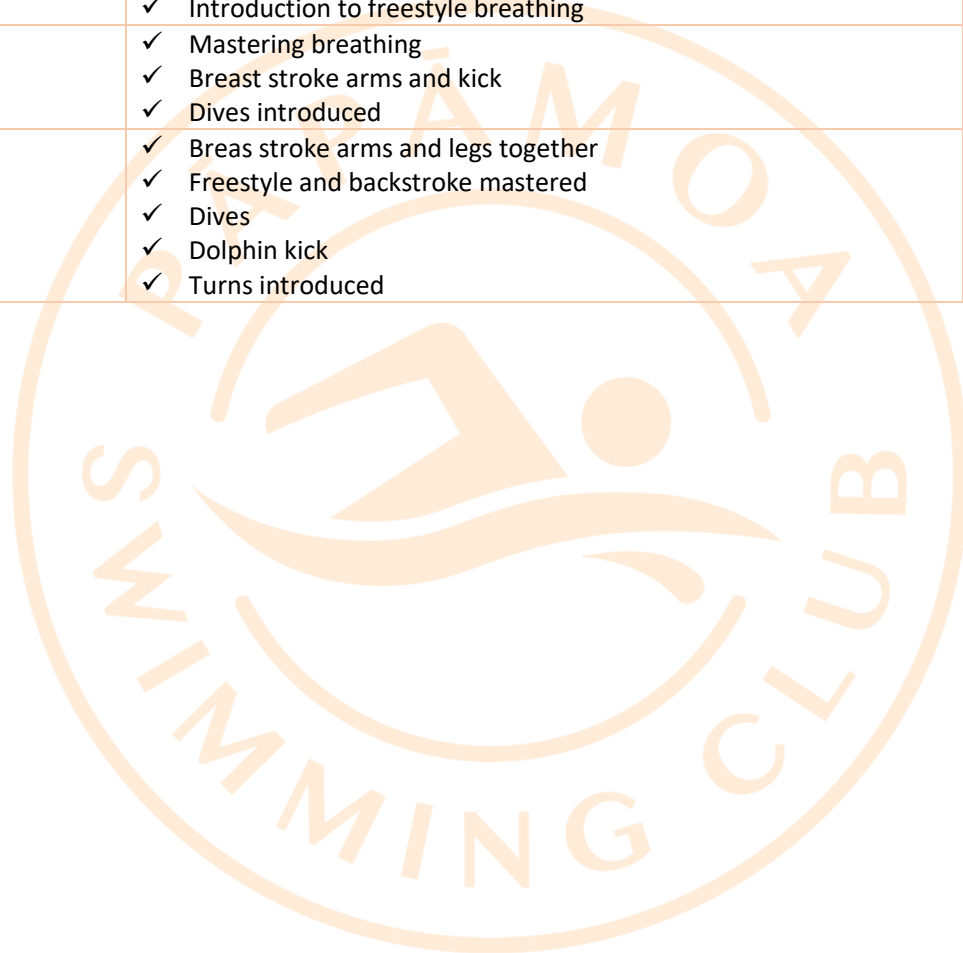 ✓ Introduction to freestyle breathing
✓ Mastering breathing
✓ Breast stroke arms and kick
✓ Dives introduced
✓ Breas stroke arms and legs together
✓ Freestyle and backstroke mastered
✓ Dives
✓ Dolphin kick
✓ Turns introduced
PĀPĀMOA
SWIMMING CLUB